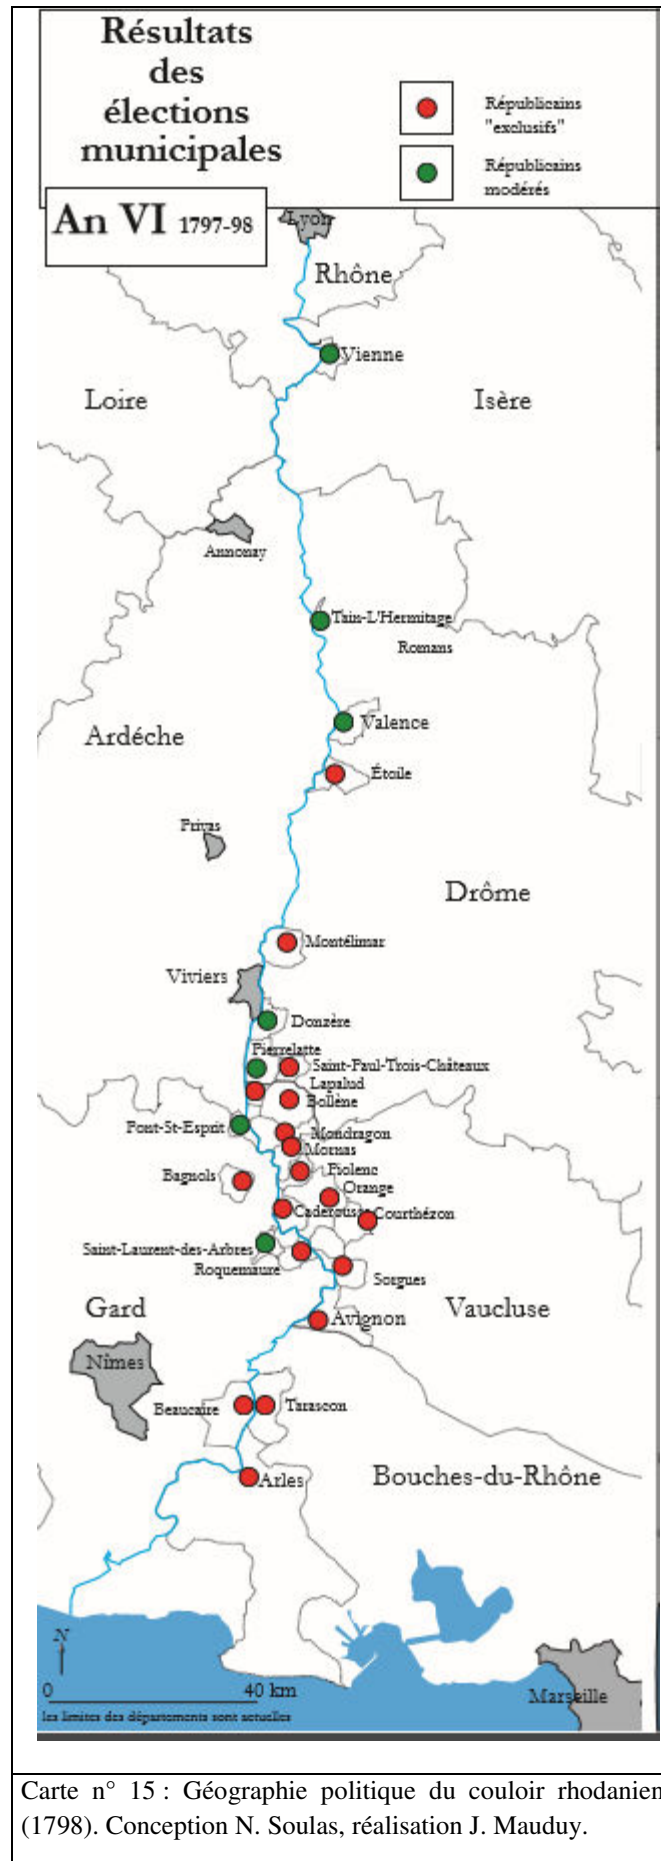 Résultats
des
élections
municipales
Républicains
"exclusifs"
Républicains
modérés
An VI 1797-98
Lyon
Rhône
Vienne
Loire
Isère
Annonay
Tain-L'Hermitage
Romans
Valence
Ardéche
Étoile
Privas
Drôme
Montélimar
Viviers
Donzère
Pierrelatte
Saint-Paul-Trois-Châteaux
Lapalud
Bollène
Pont-St-Esprit
Mondragon
Mornas
Piolenc
Bagnols
Orange
Caderousse
Courthézon
Saint-Laurent-des-Arbres
Roquemaure
Sorgues
Gard
Vaucluse
Avignon
Nîmes
Beaucaire
Tarascon
Bouches-du-Rhône
Arles
N
0 40 km
Marseille
les limites des départements sont actuelles
Carte n° 15 : Géographie politique du couloir rhodanien
(1798). Conception N. Soulas, réalisation J. Mauduy.